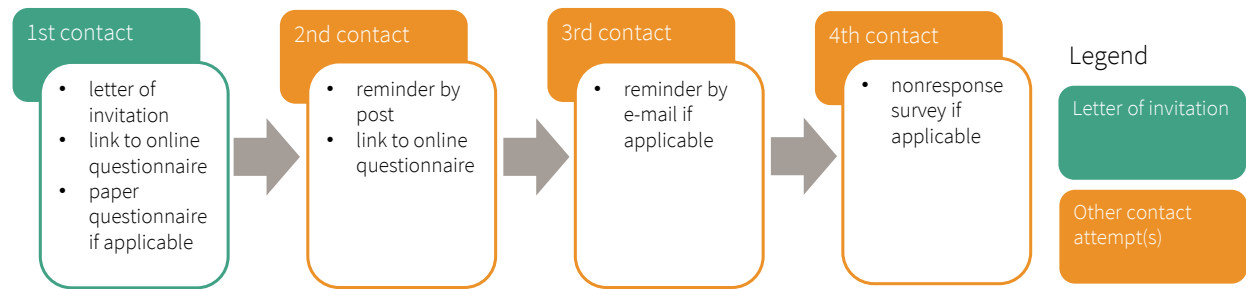 1st contact
• letter of
invitation
• link to online
questionnaire
• paper
questionnaire
if applicable
2nd contact
• reminder by
post
• link to online
questionnaire
3rd contact
• reminder by
e-mail if
applicable
4th contact
• nonresponse
survey if
applicable
Legend
Letter of invitation
Other contact
attempt(s)